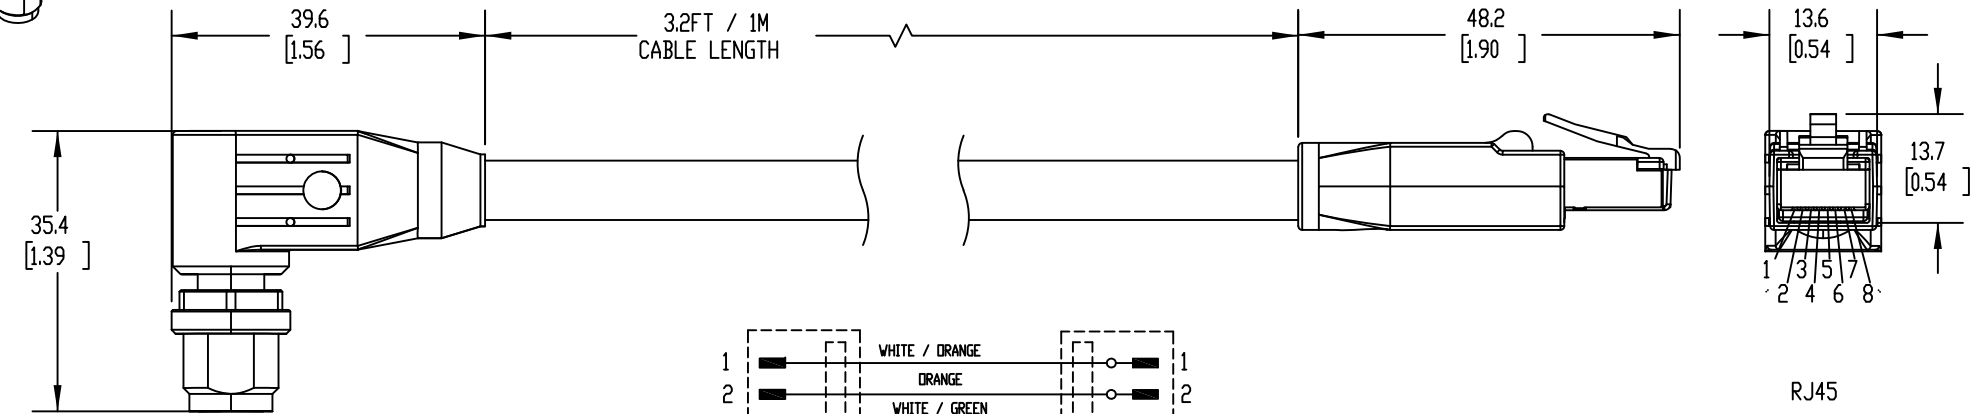 39.6
[1.56 ]
3.2FT / 1M
CABLE LENGTH
48.2
[1.90 ]
13.6
[0.54 ]
13.7
[0.54 ]
35.4
[1.39 ]
1 3 5 7
2 4 6 8
1 WHITE / ORANGE 1
ORANGE
2 2
WHITE / GREEN
RJ45